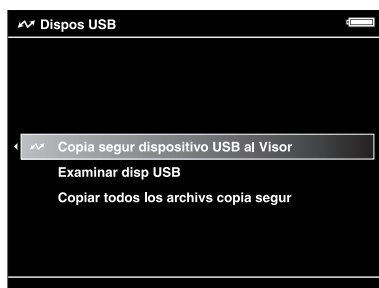 Dispos USB
Copia segur dispositivo USB al Visor
Examinar disp USB
Copiar todos los archivs copia segur